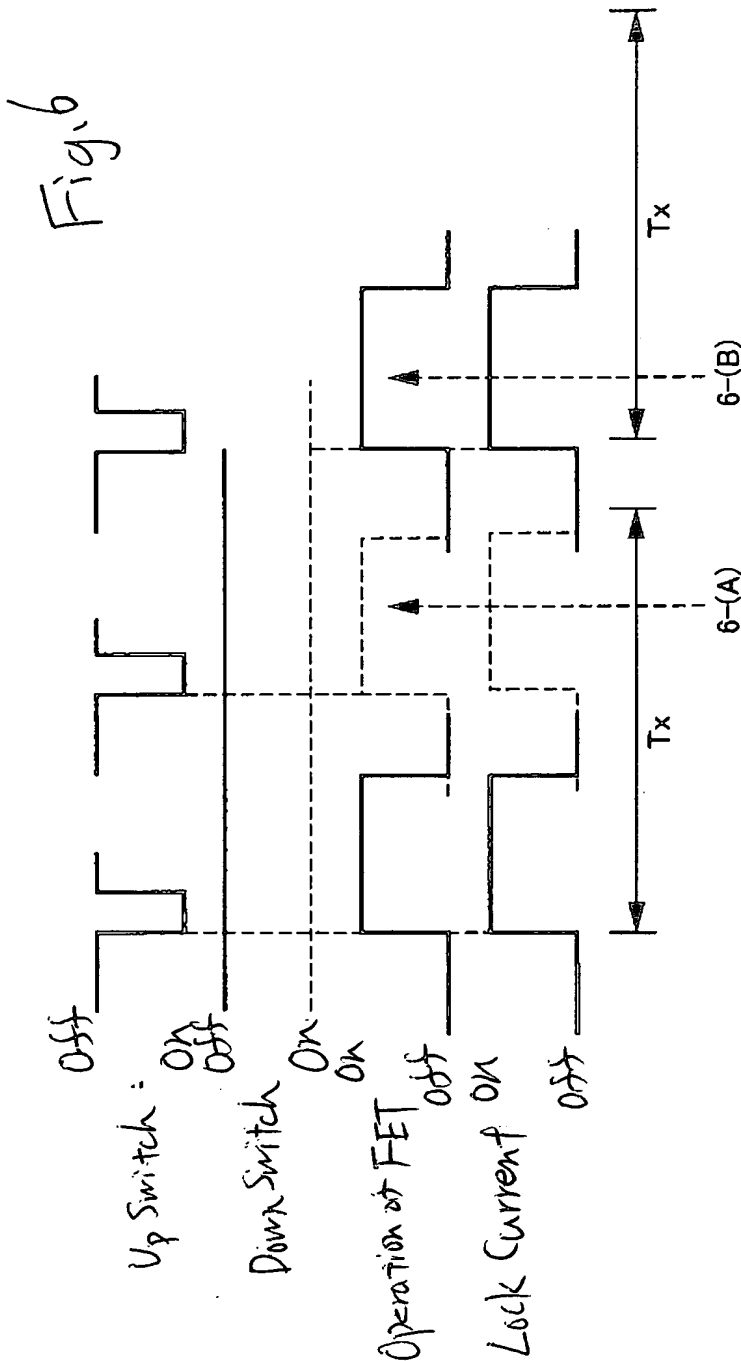 Fig. 6
Up Switch :
Off
On
Down Switch
Off
On
Operation of FET
On
Off
Lock Current
On
Off
Tx
Tx
6-(A)
6-(B)